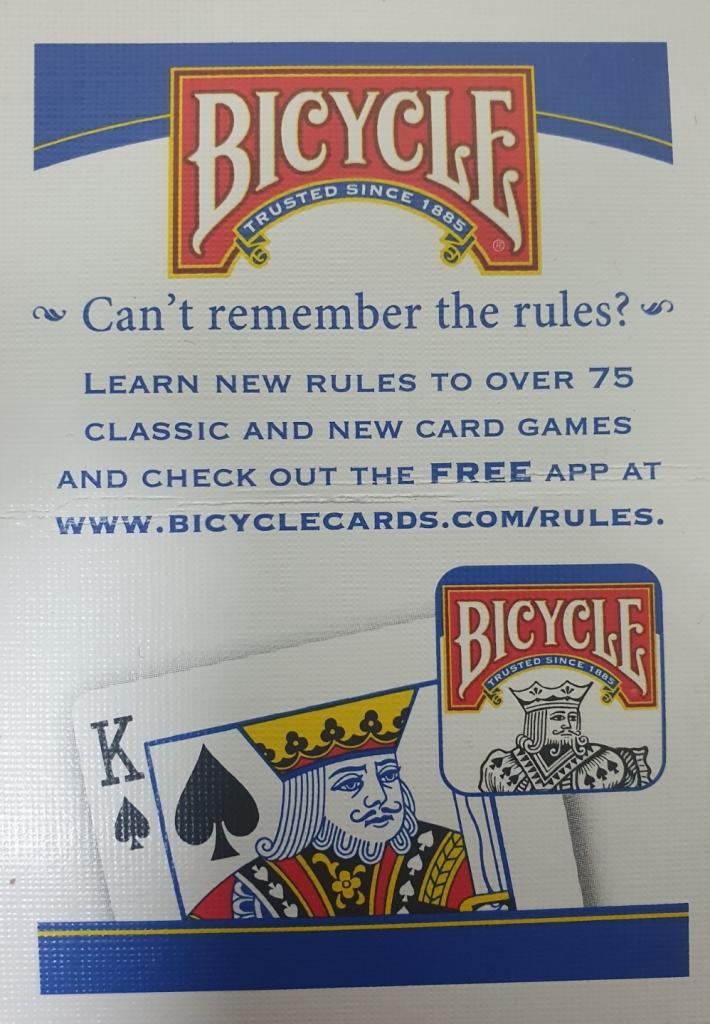 BICYCLE
TRUSTED SINCE 1885
®
Can't remember the rules?
LEARN NEW RULES TO OVER 75
CLASSIC AND NEW CARD GAMES
AND CHECK OUT THE FREE APP AT
WWW.BICYCLECARDS.COM/RULES.
BICYCLE
TRUSTED SINCE 1885
K